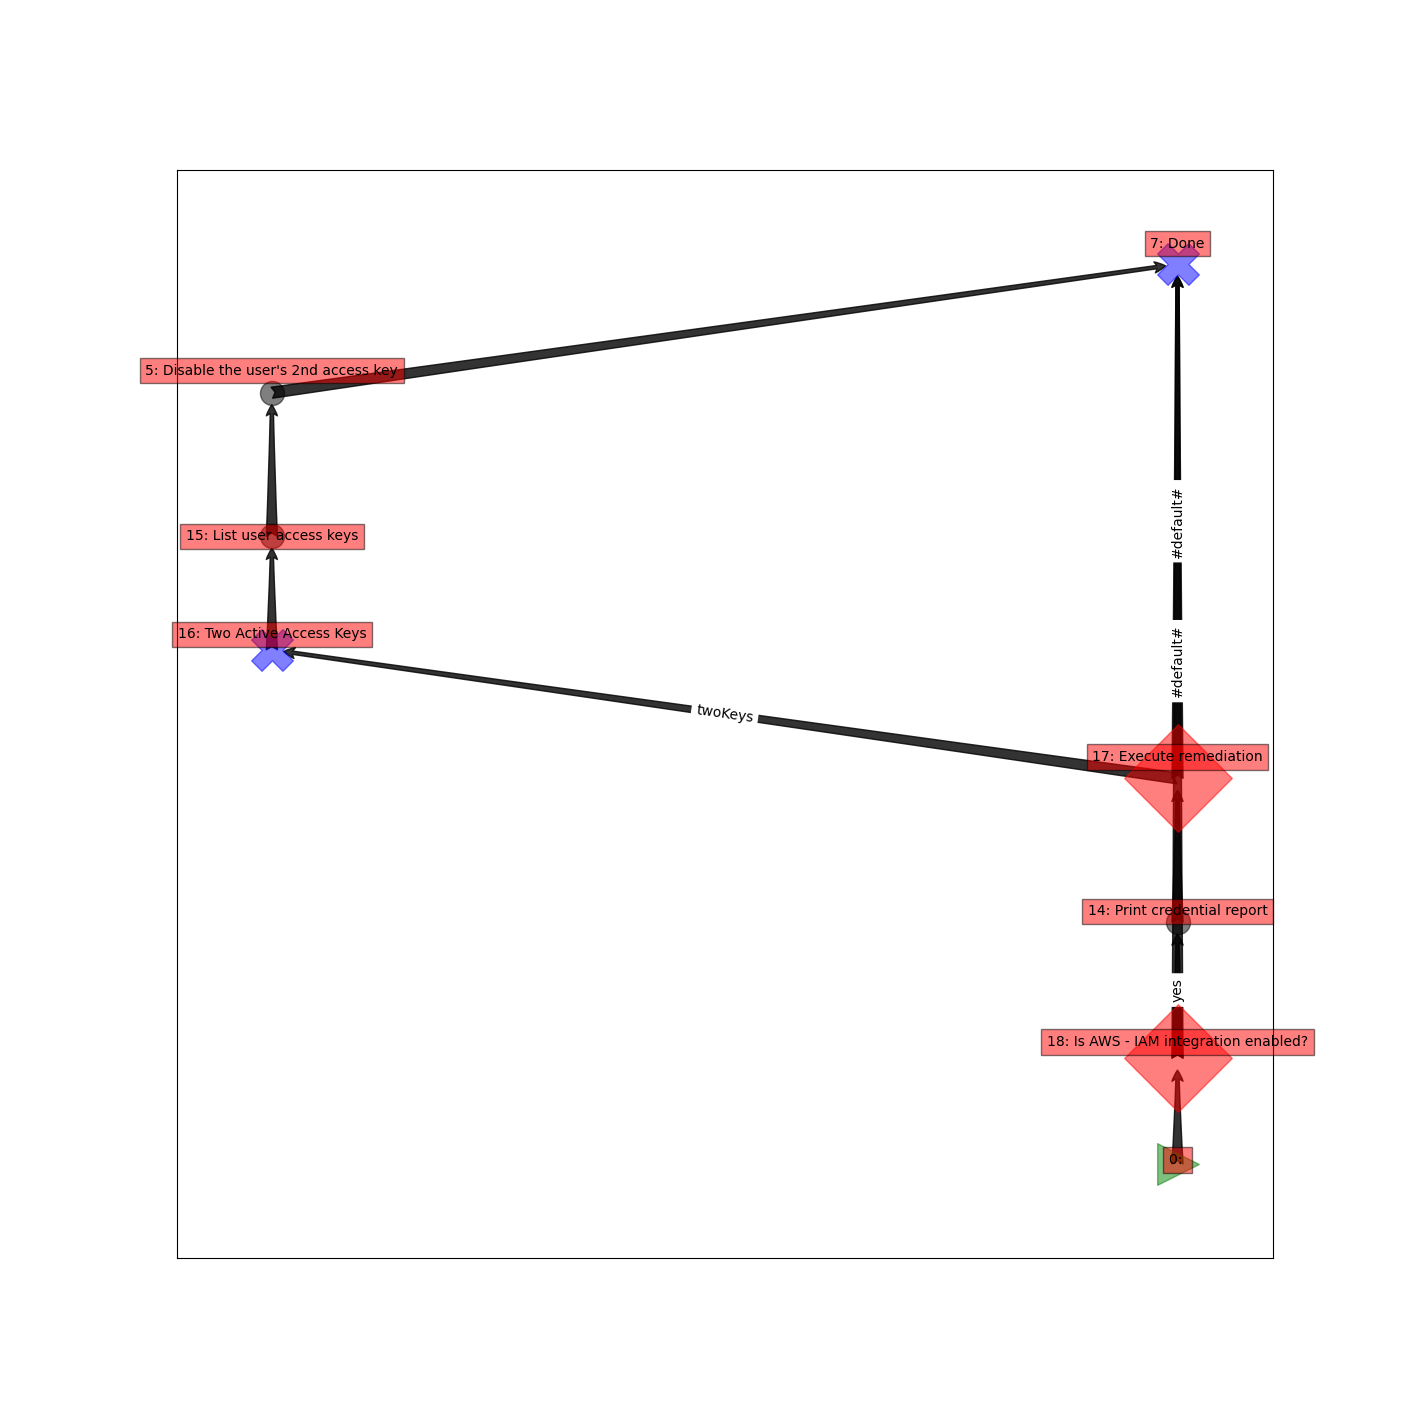 7: Done
5: Disable the user's 2nd access key
#default#
15: List user access keys
16: Two Active Access Keys
#default#
twoKeys
17: Execute remediation
14: Print credential report
yes
18: Is AWS - IAM integration enabled?
0: